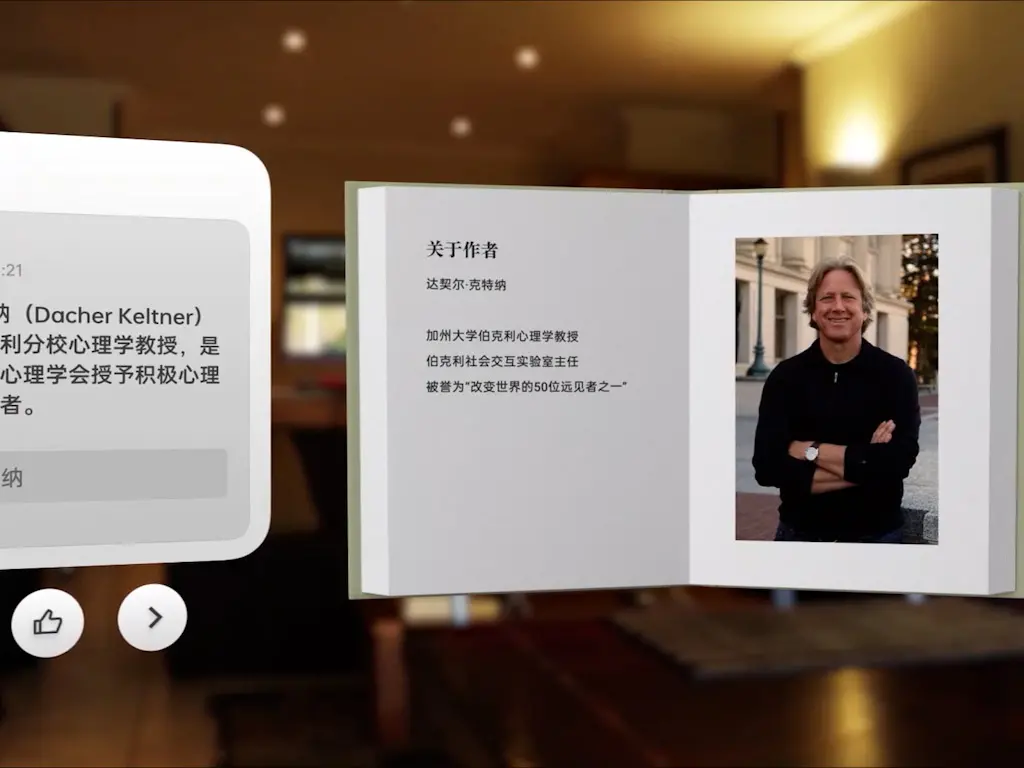 :21
纳（Dacher Keltner）
利分校心理学教授，是
心理学会授予积极心理
者。
纳
关于作者
达契尔·克特纳
加州大学伯克利心理学教授
伯克利社会交互实验室主任
被誉为“改变世界的50位远见者之一”